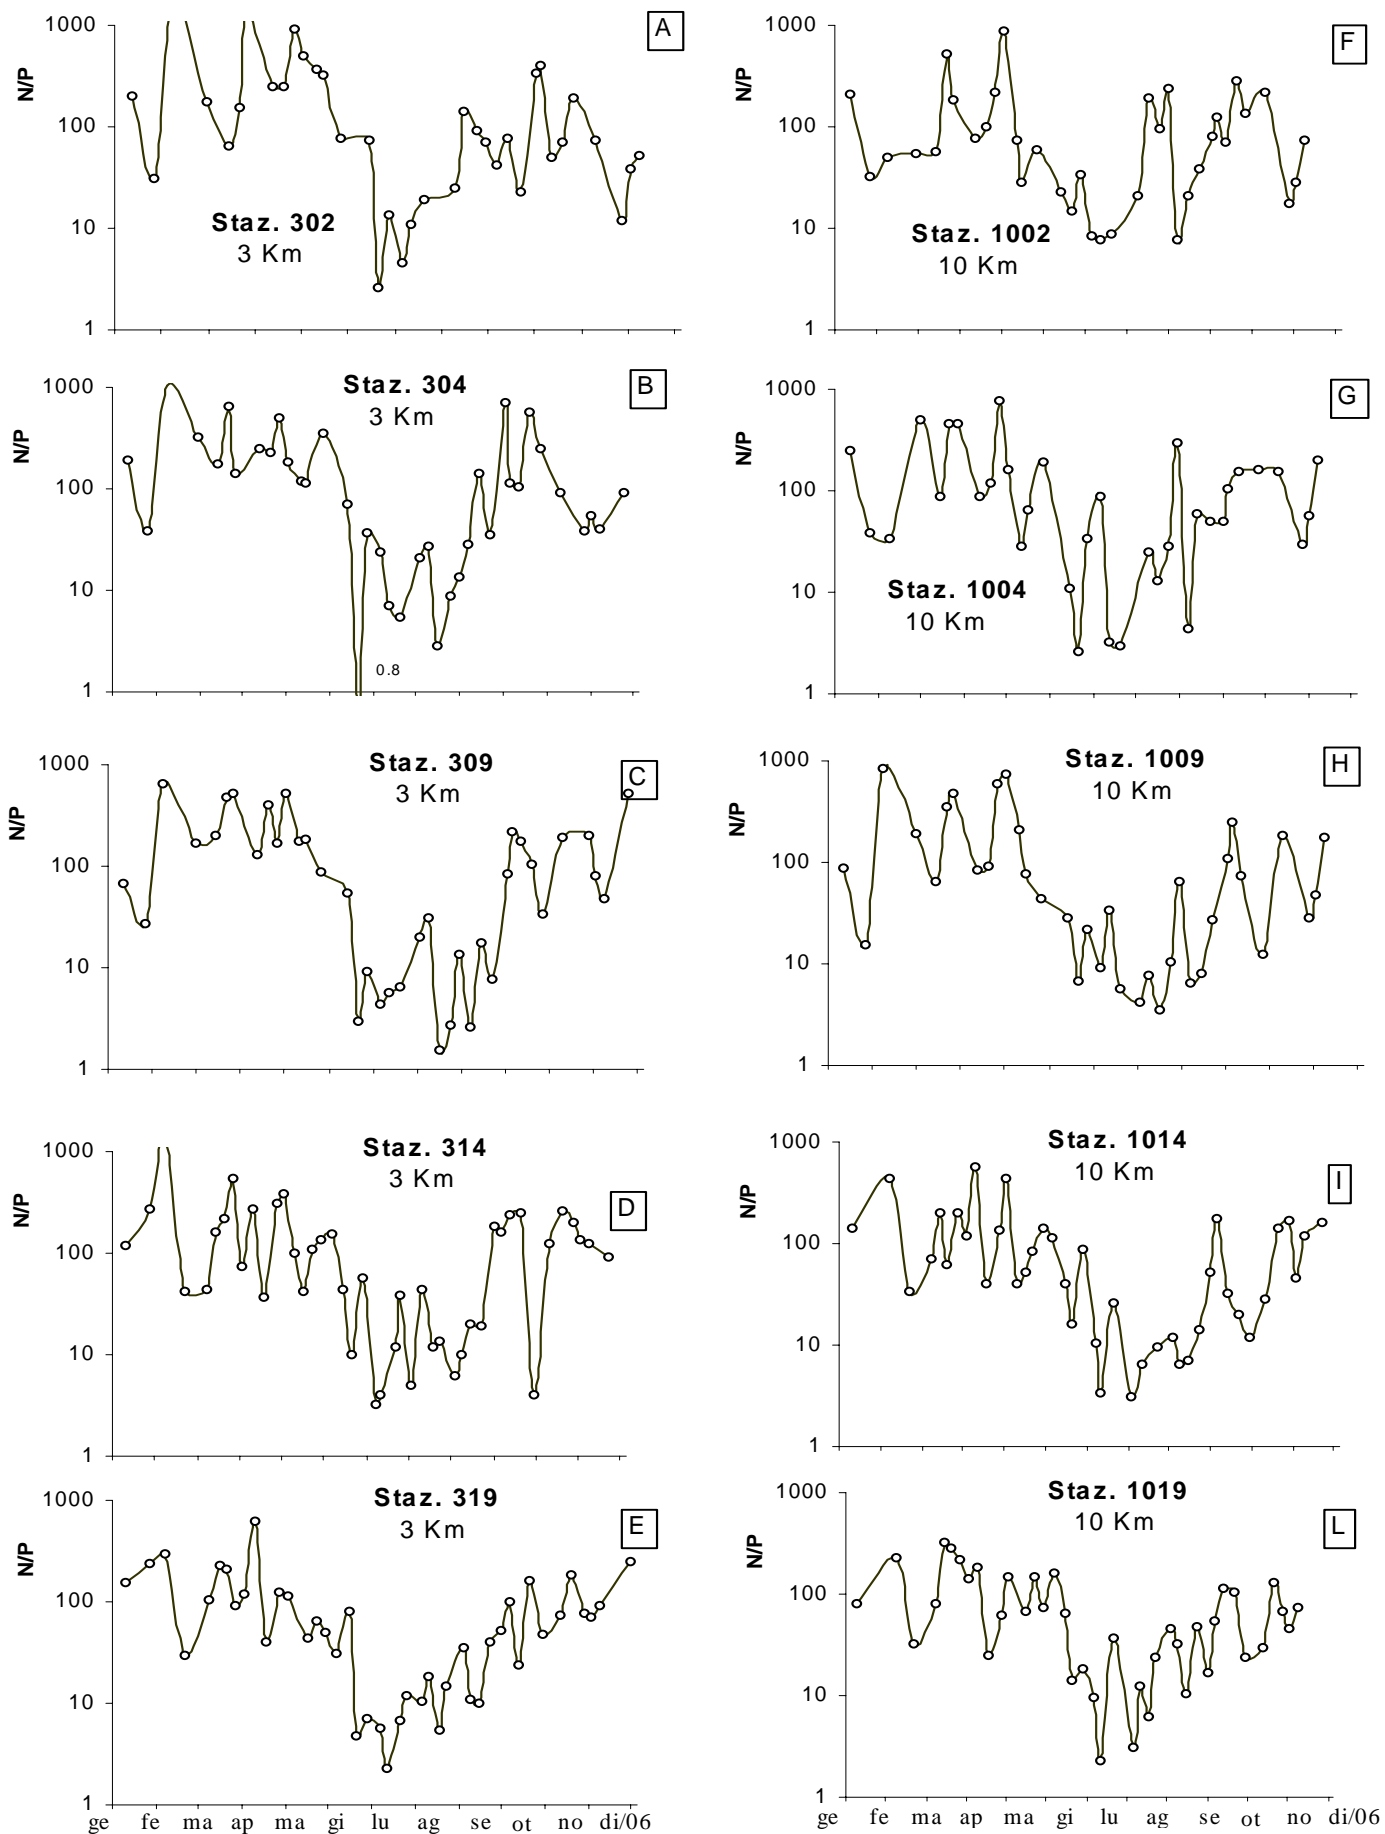 A
1000
100
10
1
N/P
Staz. 302
3 Km
F
1000
100
10
1
N/P
Staz. 1002
10 Km
B
1000
100
10
1
N/P
Staz. 304
3 Km
0.8
G
1000
100
10
1
N/P
Staz. 1004
10 Km
C
1000
100
10
1
N/P
Staz. 309
3 Km
H
1000
100
10
1
N/P
Staz. 1009
10 Km
D
1000
100
10
1
N/P
Staz. 314
3 Km
I
1000
100
10
1
N/P
Staz. 1014
10 Km
E
1000
100
10
1
N/P
Staz. 319
3 Km
ge fe ma ap ma gi lu ag se ot no di/06
L
1000
100
10
1
N/P
Staz. 1019
10 Km
ge fe ma ap ma gi lu ag se ot no di/06